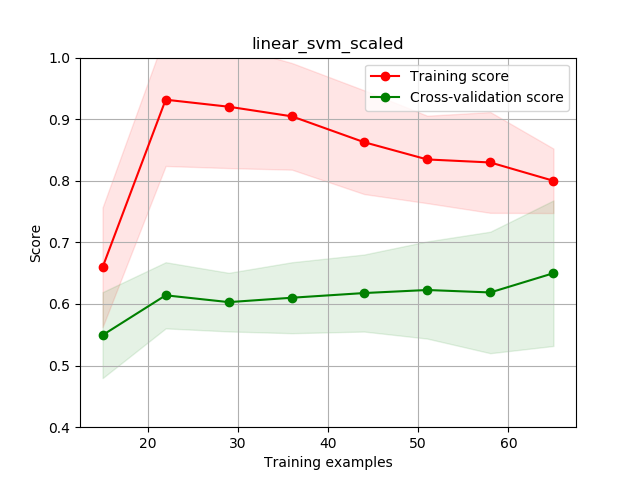 linear_svm_scaled
Training score
Cross-validation score
1.0
0.9
0.8
0.7
0.6
0.5
0.4
Score
20 30 40 50 60
Training examples